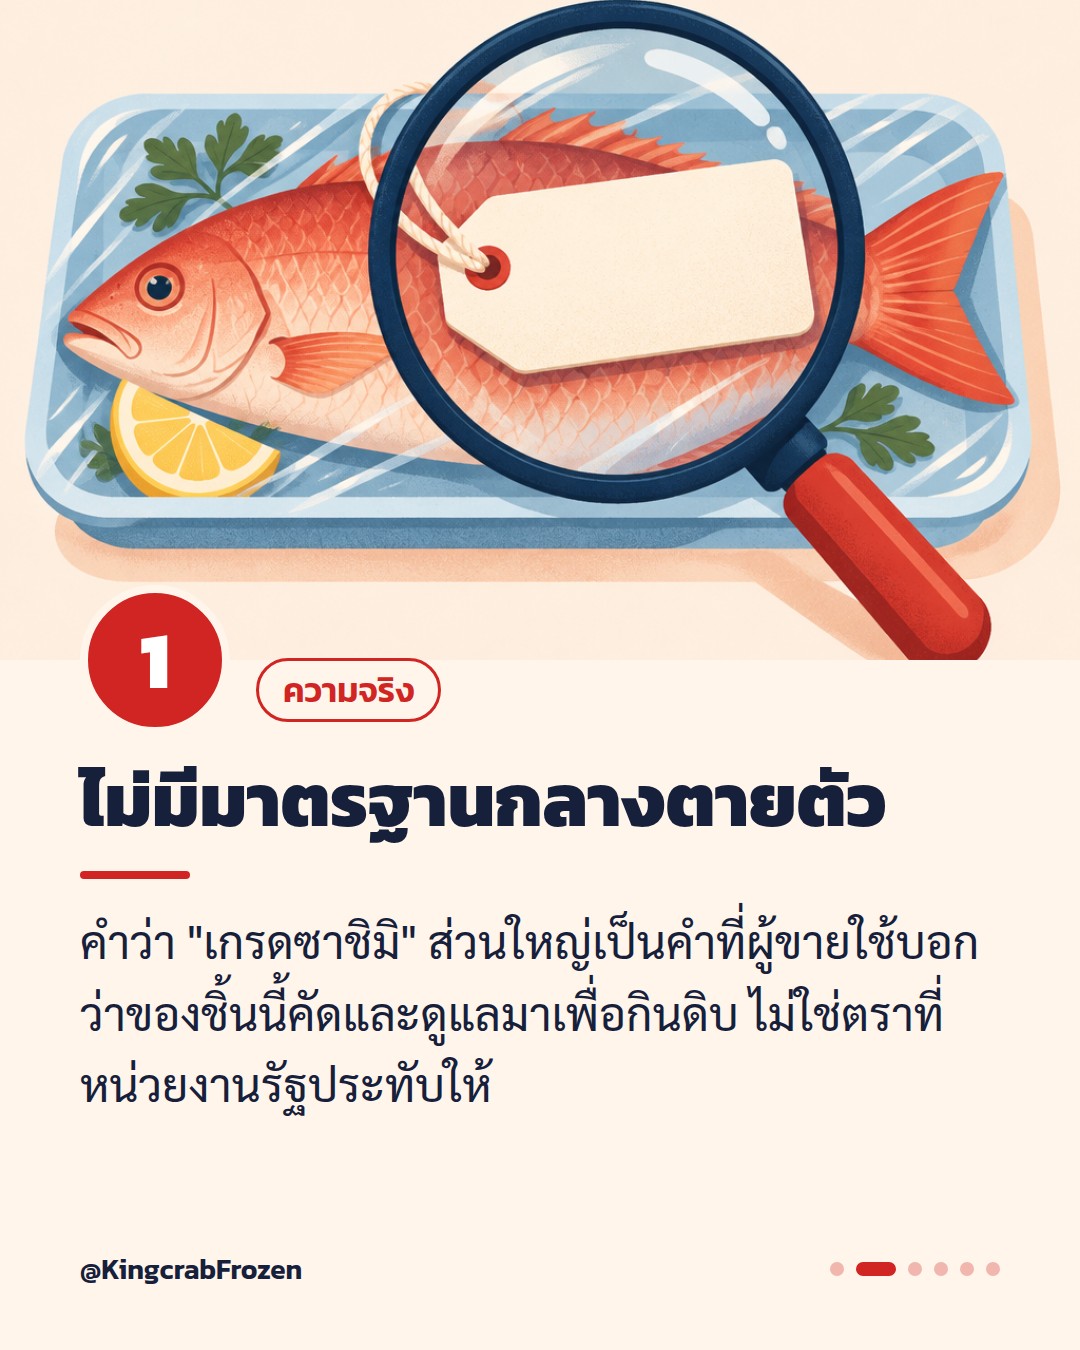 1
ความจริง
ไม่มีมาตรฐานกลางตายตัว
คำว่า "เกรดซาชิมิ" ส่วนใหญ่เป็นคำที่ผู้ขายใช้บอก
ว่าของชิ้นนี้คัดและดูแลมาเพื่อกินดิบ ไม่ใช่ตราที่
หน่วยงานรัฐประทับให้
@KingcrabFrozen